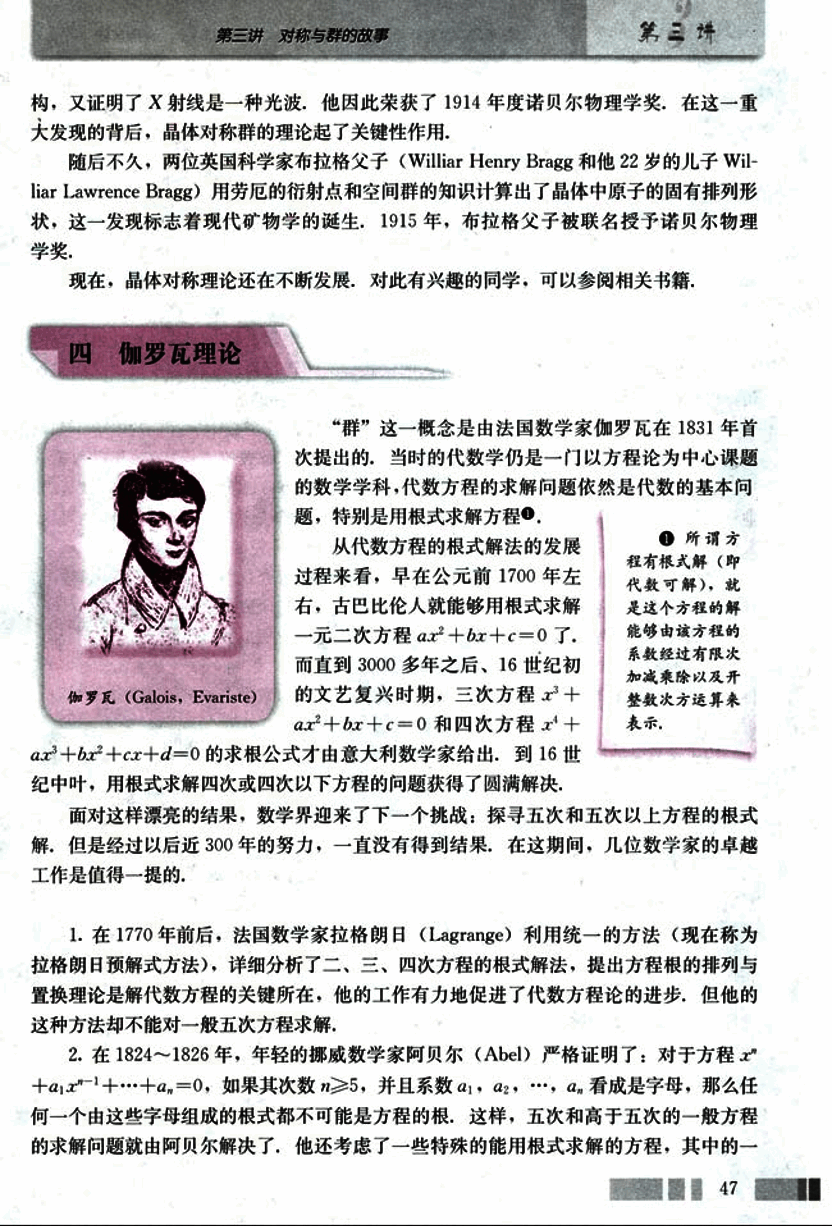 第三讲 对称与群的故事
第三讲
构，又证明了 X 射线是一种光波．他因此荣获了 1914 年度诺贝尔物理学奖．在这一重
大发现的背后，晶体对称群的理论起了关键性作用．
随后不久，两位英国科学家布拉格父子（Williar Henry Bragg 和他 22 岁的儿子 Wil-
liar Lawrence Bragg）用劳厄的衍射点和空间群的知识计算出了晶体中原子的固有排列形
状，这一发现标志着现代矿物学的诞生．1915 年，布拉格父子被联名授予诺贝尔物理
学奖．
现在，晶体对称理论还在不断发展．对此有兴趣的同学，可以参阅相关书籍．
四 伽罗瓦理论
伽罗瓦（Galois，Evariste）
“群”这一概念是由法国数学家伽罗瓦在 1831 年首
次提出的．当时的代数学仍是一门以方程论为中心课题
的数学学科，代数方程的求解问题依然是代数的基本问
题，特别是用根式求解方程❶．
从代数方程的根式解法的发展
过程来看，早在公元前 1700 年左
右，古巴比伦人就能够用根式求解
一元二次方程 ax²＋bx＋c＝0 了．
而直到 3000 多年之后、16 世纪初
的文艺复兴时期，三次方程 x³＋
ax²＋bx＋c＝0 和四次方程 x⁴＋
ax³＋bx²＋cx＋d＝0 的求根公式才由意大利数学家给出．到 16 世
纪中叶，用根式求解四次或四次以下方程的问题获得了圆满解决．
❶ 所谓方
程有根式解（即
代数可解），就
是这个方程的解
能够由该方程的
系数经过有限次
加减乘除以及开
整数次方运算来
表示．
面对这样漂亮的结果，数学界迎来了下一个挑战：探寻五次和五次以上方程的根式
解．但是经过以后近 300 年的努力，一直没有得到结果．在这期间，几位数学家的卓越
工作是值得一提的．
1. 在 1770 年前后，法国数学家拉格朗日（Lagrange）利用统一的方法（现在称为
拉格朗日预解式方法），详细分析了二、三、四次方程的根式解法，提出方程根的排列与
置换理论是解代数方程的关键所在，他的工作有力地促进了代数方程论的进步．但他的
这种方法却不能对一般五次方程求解．
2. 在 1824～1826 年，年轻的挪威数学家阿贝尔（Abel）严格证明了：对于方程 xⁿ
＋a₁xⁿ⁻¹＋⋯＋aₙ＝0，如果其次数 n≥5，并且系数 a₁，a₂，⋯，aₙ 看成是字母，那么任
何一个由这些字母组成的根式都不可能是方程的根．这样，五次和高于五次的一般方程
的求解问题就由阿贝尔解决了．他还考虑了一些特殊的能用根式求解的方程，其中的一
47